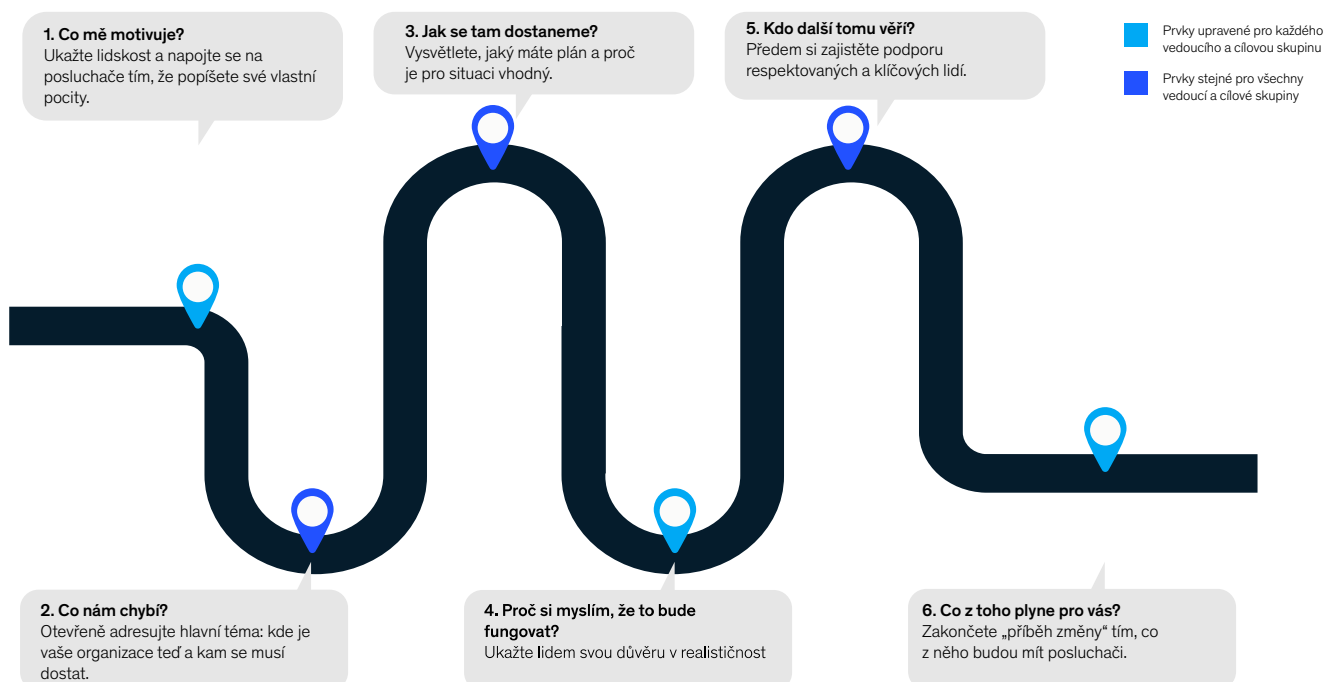 1. Co mě motivuje?
Ukažte lidskost a napojte se na
posluchače tím, že popíšete své vlastní
pocity.
3. Jak se tam dostaneme?
Vysvětlete, jaký máte plán a proč
je pro situaci vhodný.
5. Kdo další tomu věří?
Předem si zajistěte podporu
respektovaných a klíčových lidí.
Prvky upravené pro každého
vedoucího a cílovou skupinu
Prvky stejné pro všechny
vedoucí a cílové skupiny
2. Co nám chybí?
Otevřeně adresujte hlavní téma: kde je
vaše organizace teď a kam se musí
dostat.
4. Proč si myslím, že to bude
fungovat?
Ukažte lidem svou důvěru v realističnost
6. Co z toho plyne pro vás?
Zakončete „příběh změny“ tím, co
z něho budou mít posluchači.